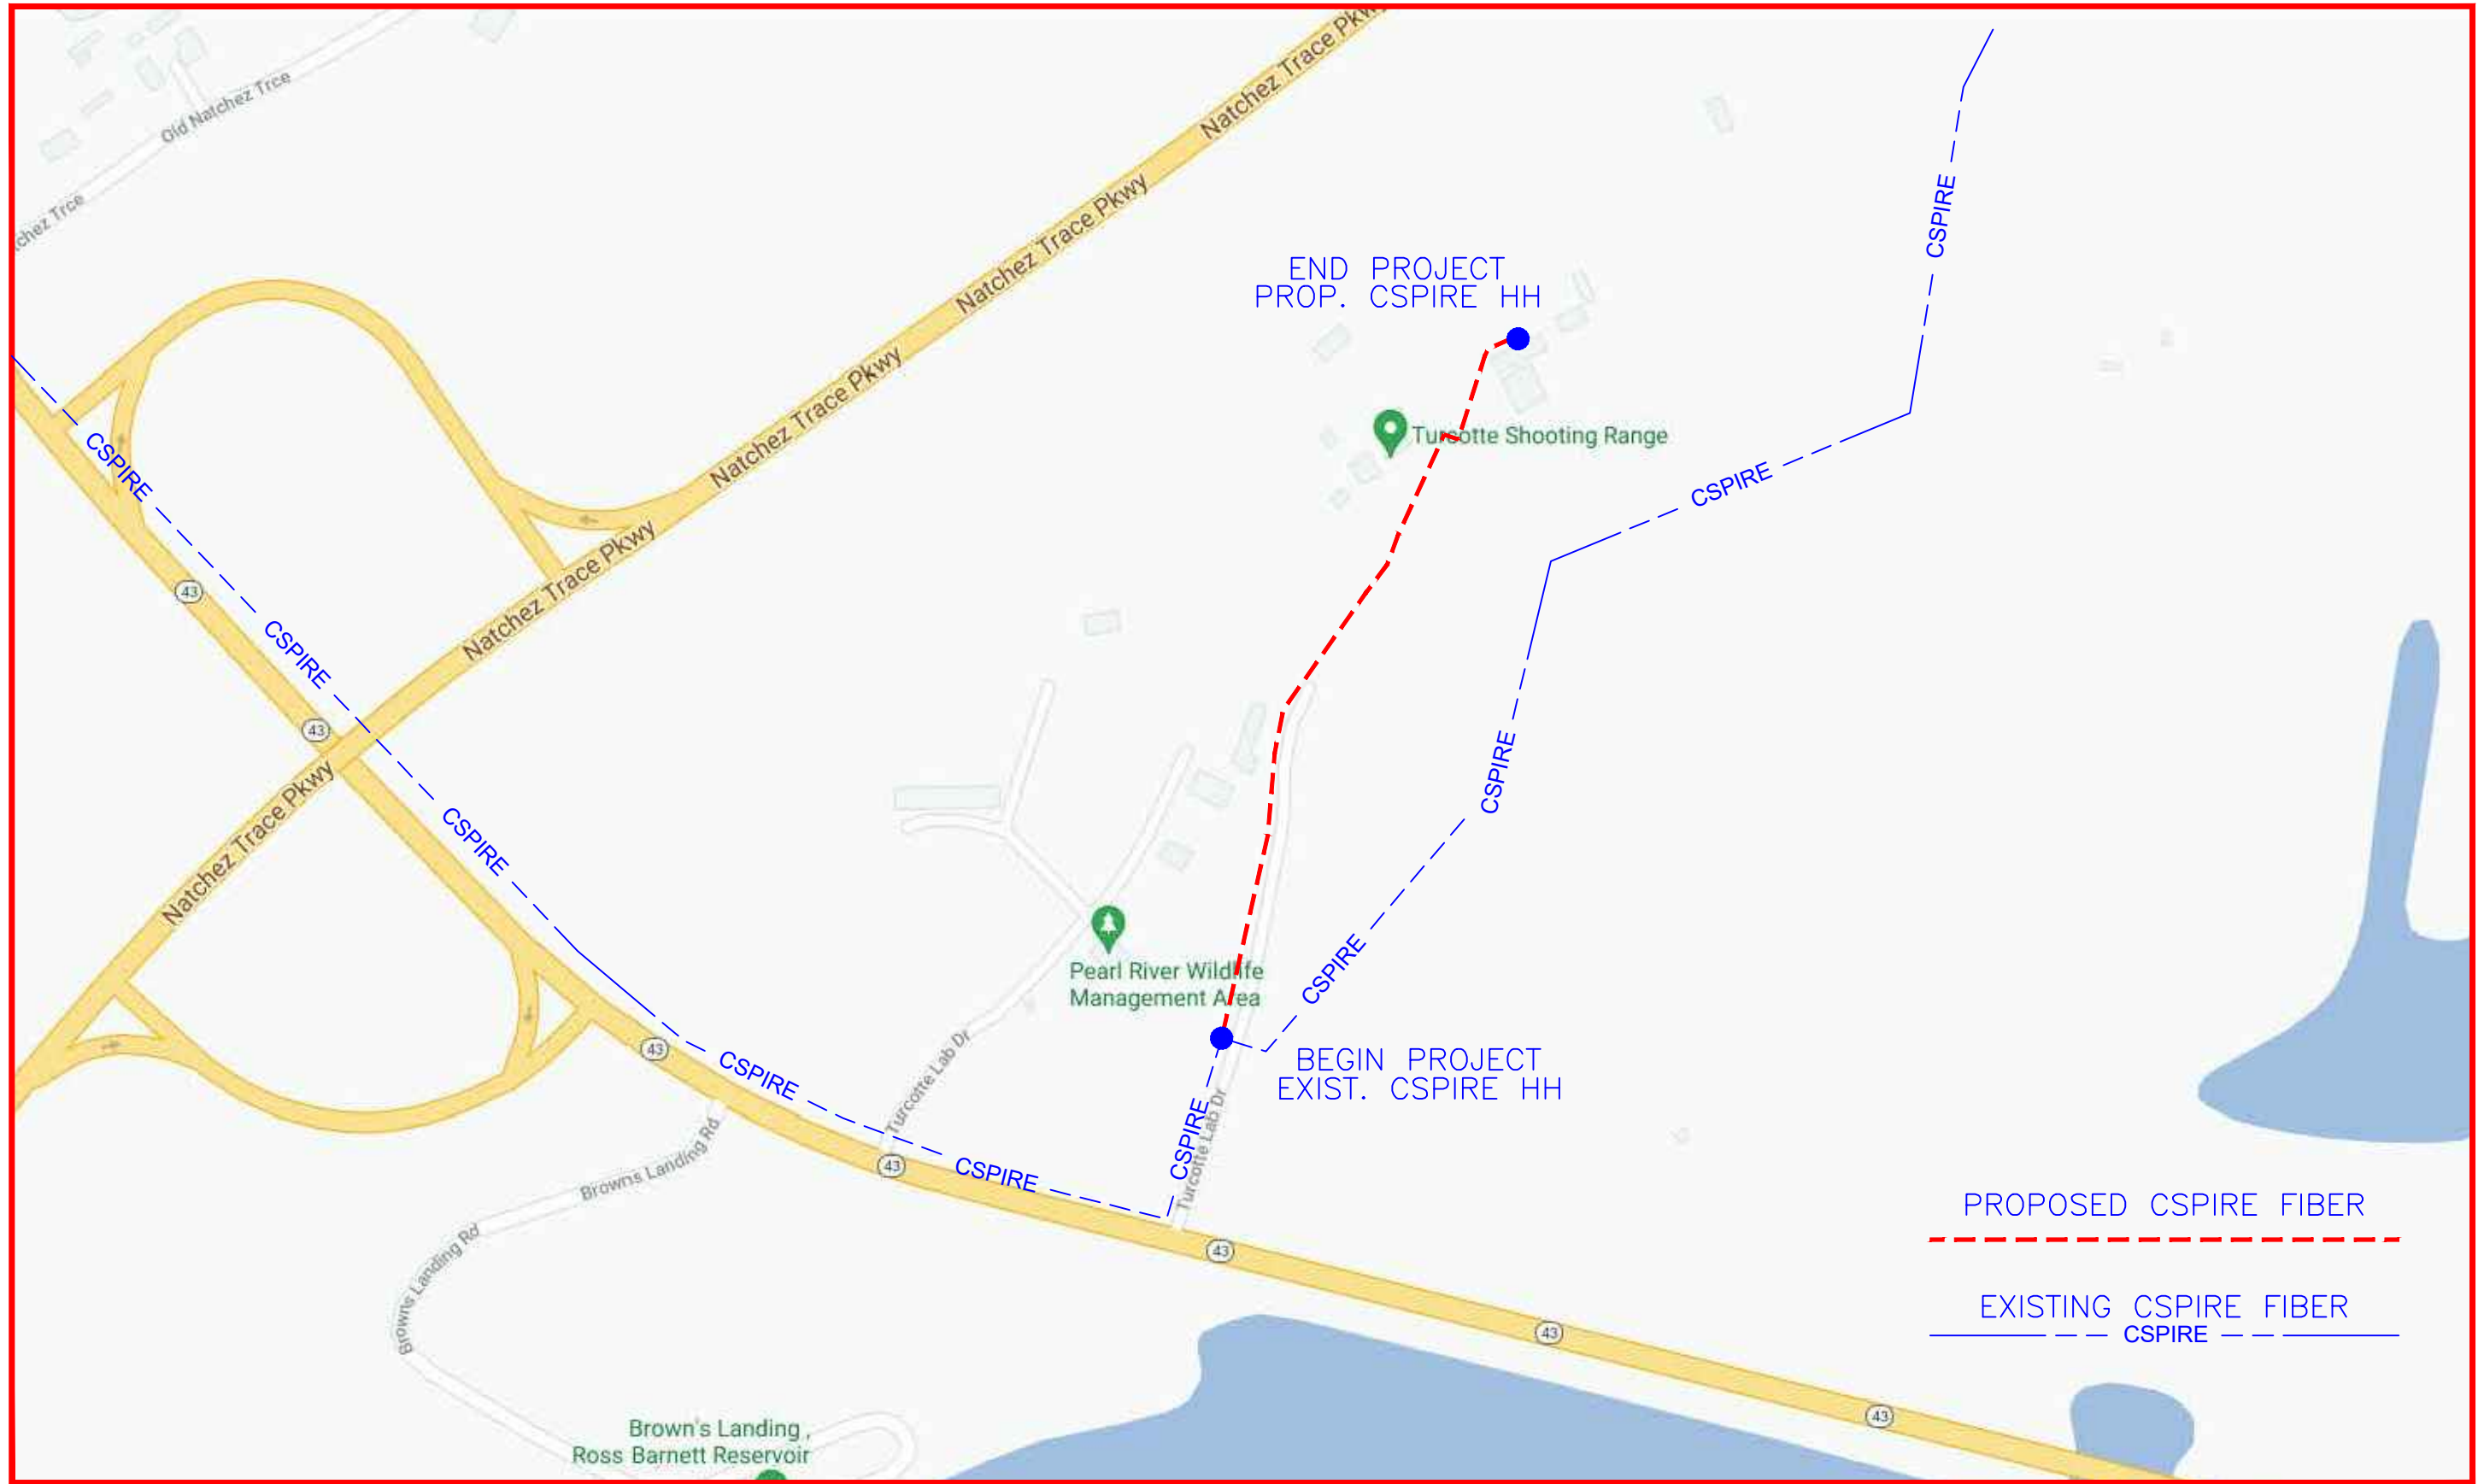 Natchez Trace Pkwy
Old Natchez Trce
chez Trce
Natchez Trace Pkwy
Natchez Trace Pkwy
CSPIRE
END PROJECT
PROP. CSPIRE HH
Natchez Trace Pkwy
Turcotte Shooting Range
CSPIRE
CSPIRE
43
Natchez Trace Pkwy
CSPIRE
43
CSPIRE
Natchez Trace Pkwy
CSPIRE
Pearl River Wildlife
Management Area
CSPIRE
43
CSPIRE
Turcotte Lab Dr
BEGIN PROJECT
EXIST. CSPIRE HH
CSPIRE
Turcotte Lab Dr
Browns Landing Rd
43
CSPIRE
43
PROPOSED CSPIRE FIBER
Browns Landing Rd
EXISTING CSPIRE FIBER
CSPIRE
43
43
Brown's Landing ,
Ross Barnett Reservoir